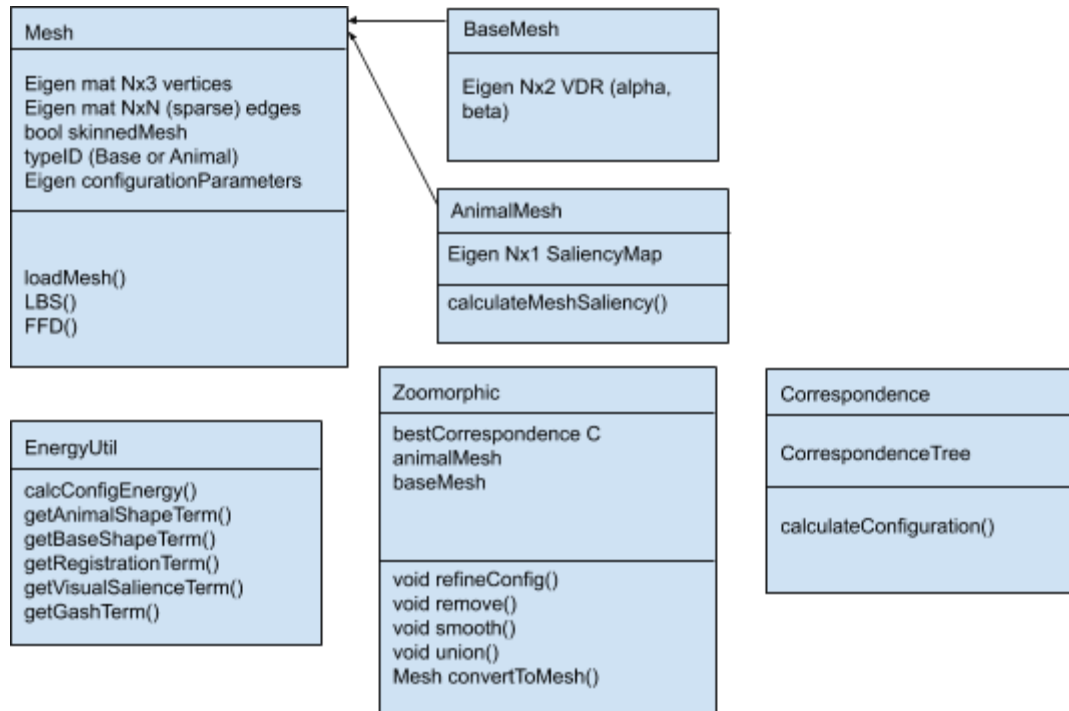 Mesh
Eigen mat Nx3 vertices
Eigen mat NxN (sparse) edges
bool skinnedMesh
typeID (Base or Animal)
Eigen configurationParameters
loadMesh()
LBS()
FFD()
BaseMesh
Eigen Nx2 VDR (alpha,
beta)
AnimalMesh
Eigen Nx1 SaliencyMap
calculateMeshSaliency()
EnergyUtil
calcConfigEnergy()
getAnimalShapeTerm()
getBaseShapeTerm()
getRegistrationTerm()
getVisualSalienceTerm()
getGashTerm()
Zoomorphic
bestCorrespondence C
animalMesh
baseMesh
void refineConfig()
void remove()
void smooth()
void union()
Mesh convertToMesh()
Correspondence
CorrespondenceTree
calculateConfiguration()